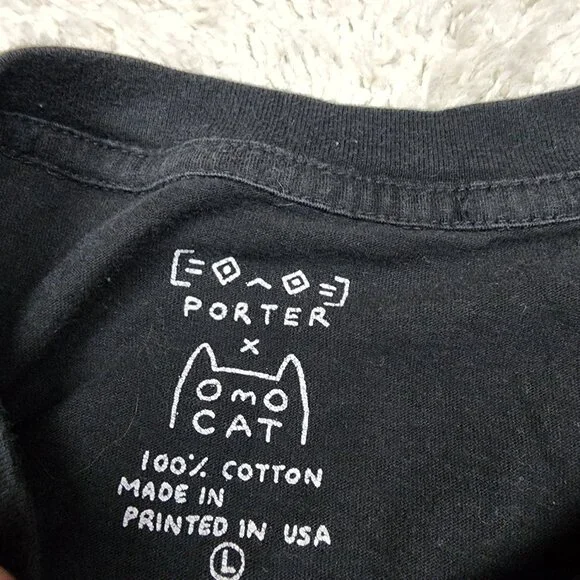 [=◈︿◈=]
PORTER
x
OMO
CAT
100% COTTON
MADE IN
PRINTED IN USA
L